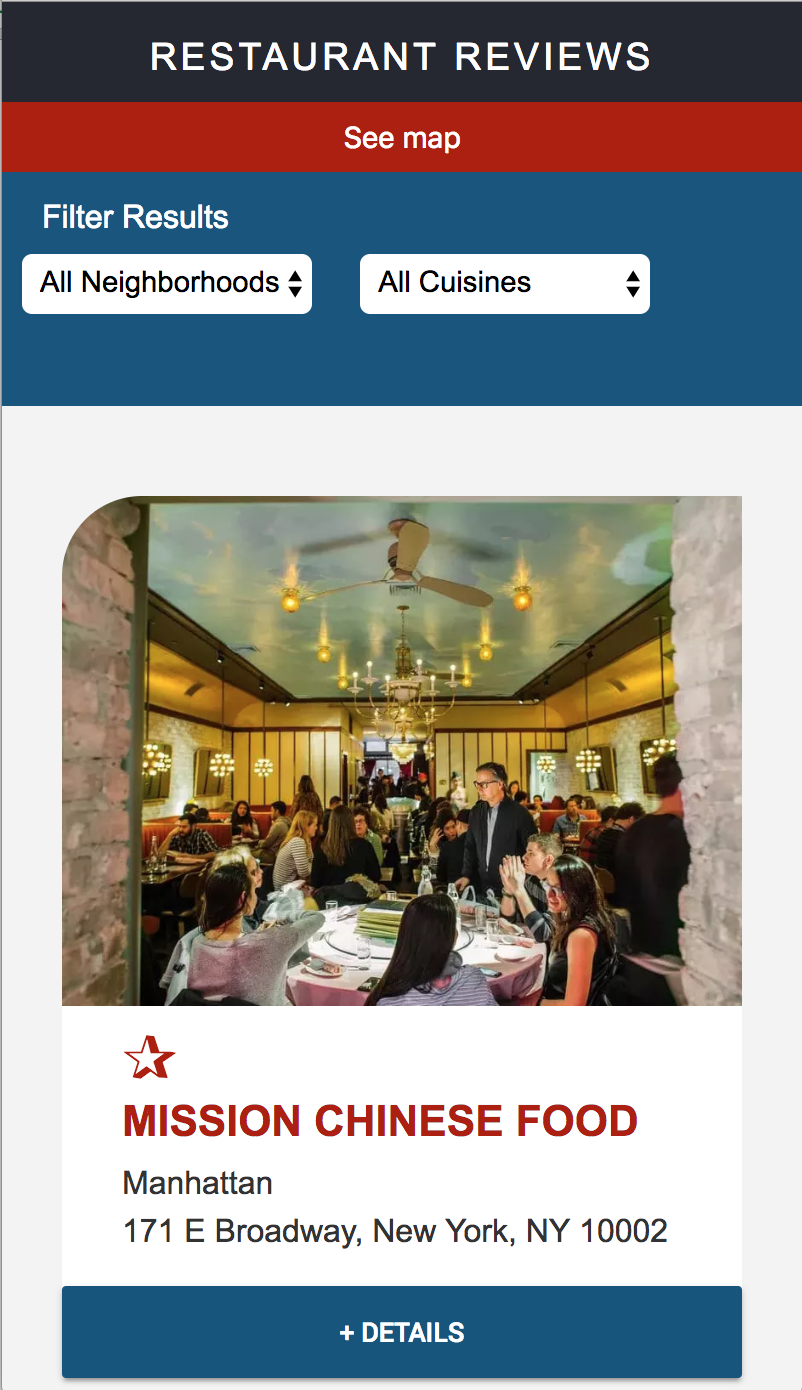 RESTAURANT REVIEWS
See map
Filter Results
All Neighborhoods All Cuisines
MISSION CHINESE FOOD
Manhattan
171 E Broadway, New York, NY 10002
+ DETAILS